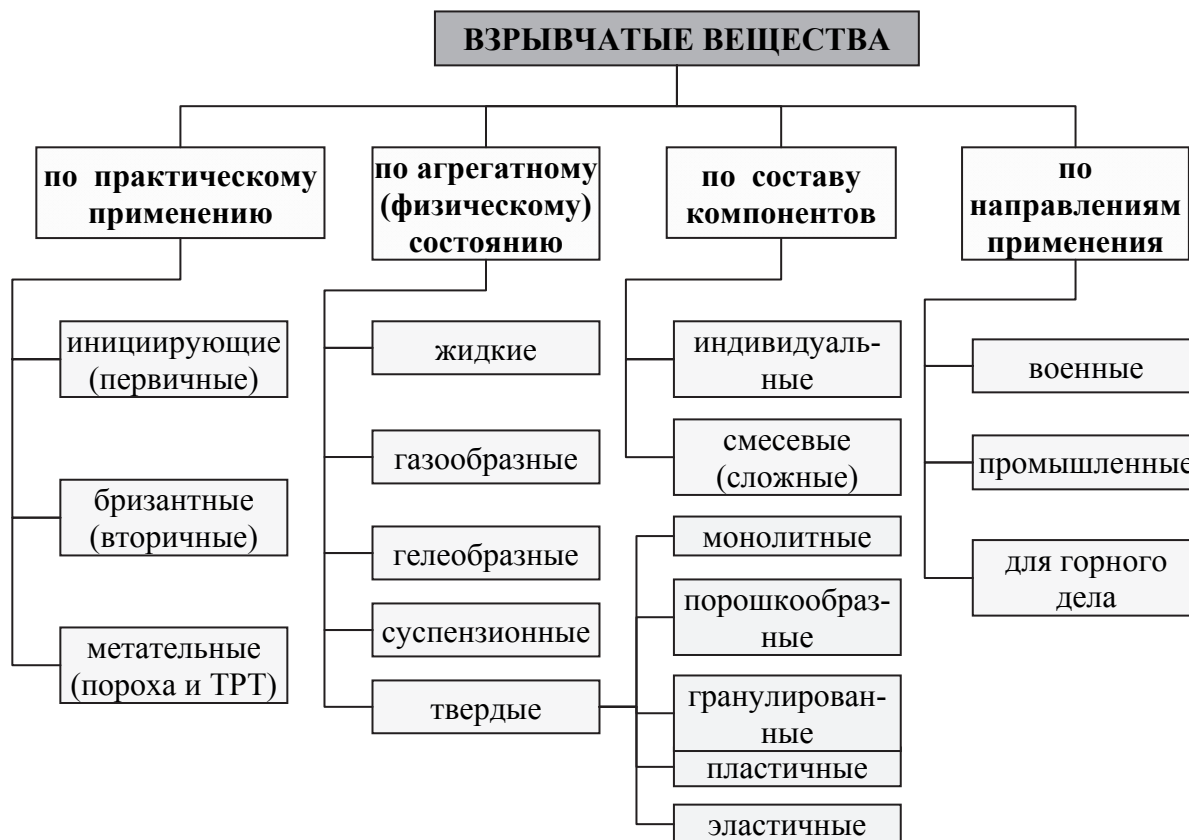 ВЗРЫВЧАТЫЕ ВЕЩЕСТВА
по практическому
применению
по агрегатному
(физическому)
состоянию
по составу
компонентов
по
направлениям
применения
инициирующие
(первичные)
бризантные
(вторичные)
метательные
(пороха и ТРТ)
жидкие
газообразные
гелеобразные
суспензионные
твердые
индивидуаль-
ные
смесевые
(сложные)
монолитные
порошкообраз-
ные
гранулирован-
ные
пластичные
эластичные
военные
промышленные
для горного
дела